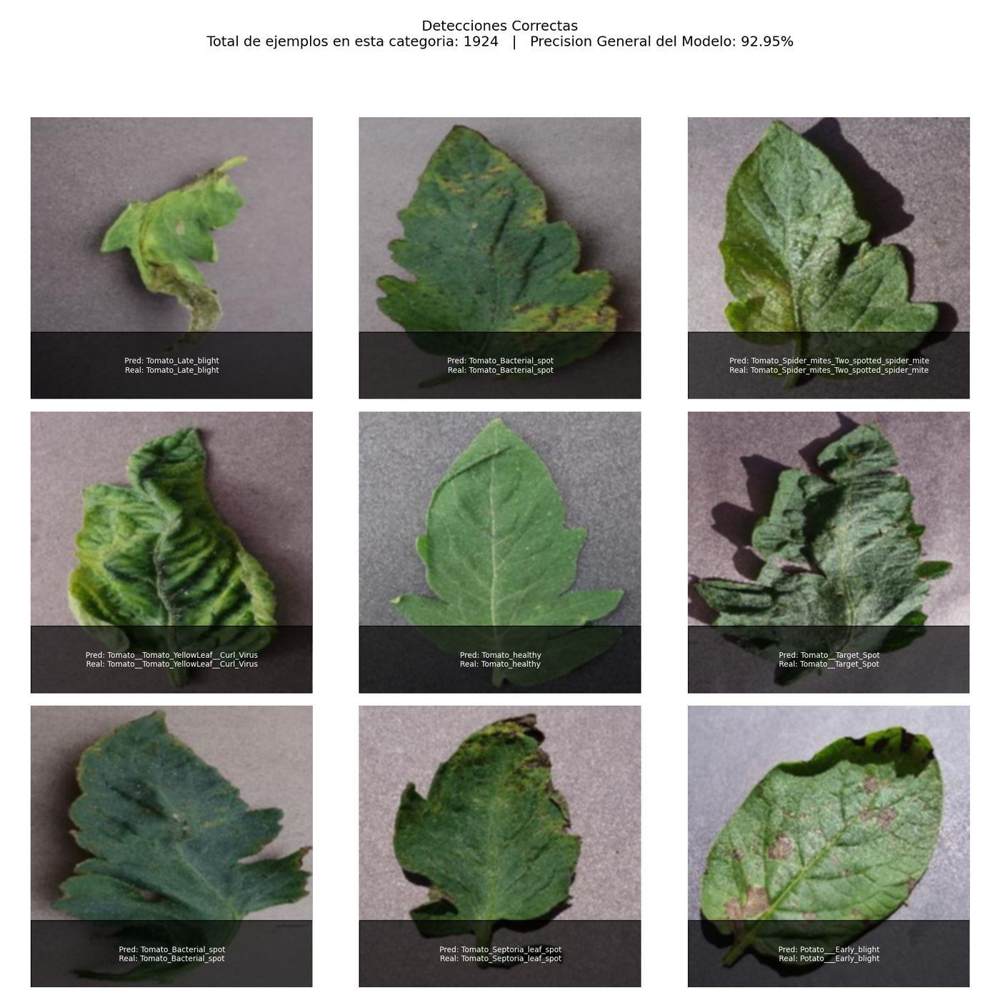 Detecciones Correctas
Total de ejemplos en esta categoria: 1924   |   Precision General del Modelo: 92.95%
Pred: Tomato_Late_blight
Real: Tomato_Late_blight
Pred: Tomato_Bacterial_spot
Real: Tomato_Bacterial_spot
Pred: Tomato_Spider_mites_Two_spotted_spider_mite
Real: Tomato_Spider_mites_Two_spotted_spider_mite
Pred: Tomato__Tomato_YellowLeaf__Curl_Virus
Real: Tomato__Tomato_YellowLeaf__Curl_Virus
Pred: Tomato_healthy
Real: Tomato_healthy
Pred: Tomato__Target_Spot
Real: Tomato__Target_Spot
Pred: Tomato_Bacterial_spot
Real: Tomato_Bacterial_spot
Pred: Tomato_Septoria_leaf_spot
Real: Tomato_Septoria_leaf_spot
Pred: Potato___Early_blight
Real: Potato___Early_blight